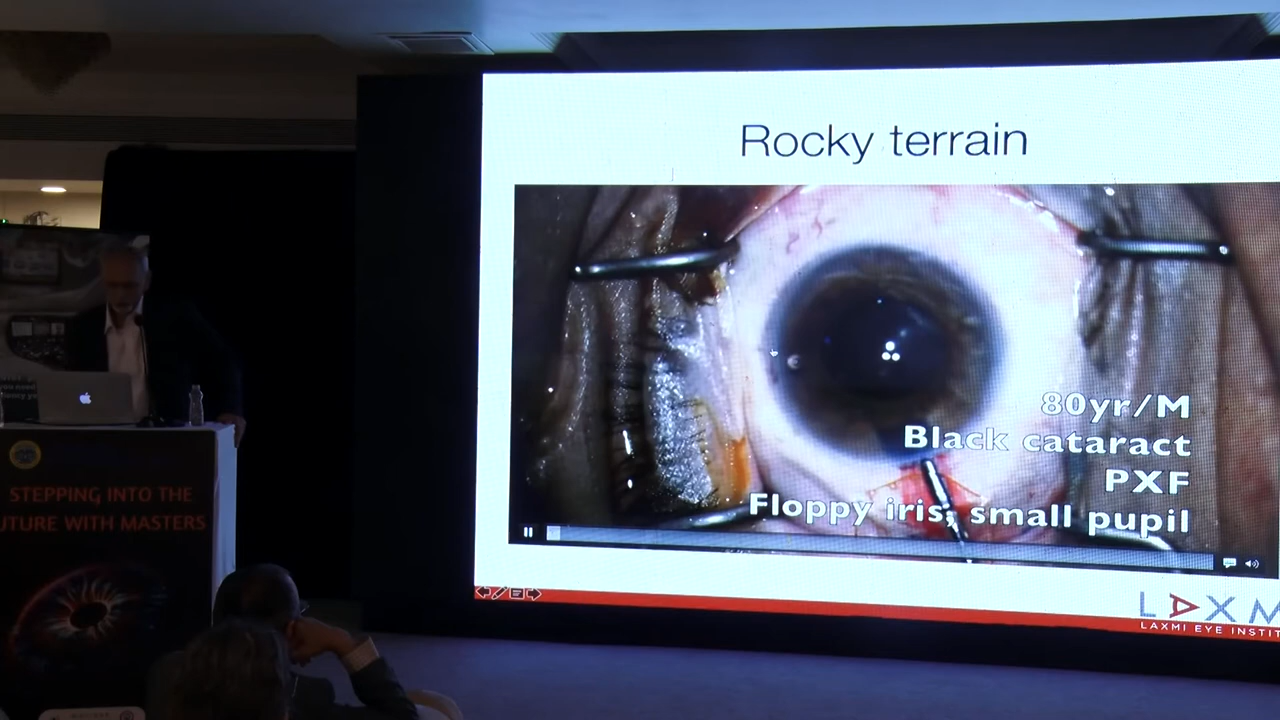 Rocky terrain
80yr/M
Black cataract
PXF
Floppy iris, small pupil
LAXM
LAXMI EYE INSTIT
STEPPING INTO THE
UTURE WITH MASTERS